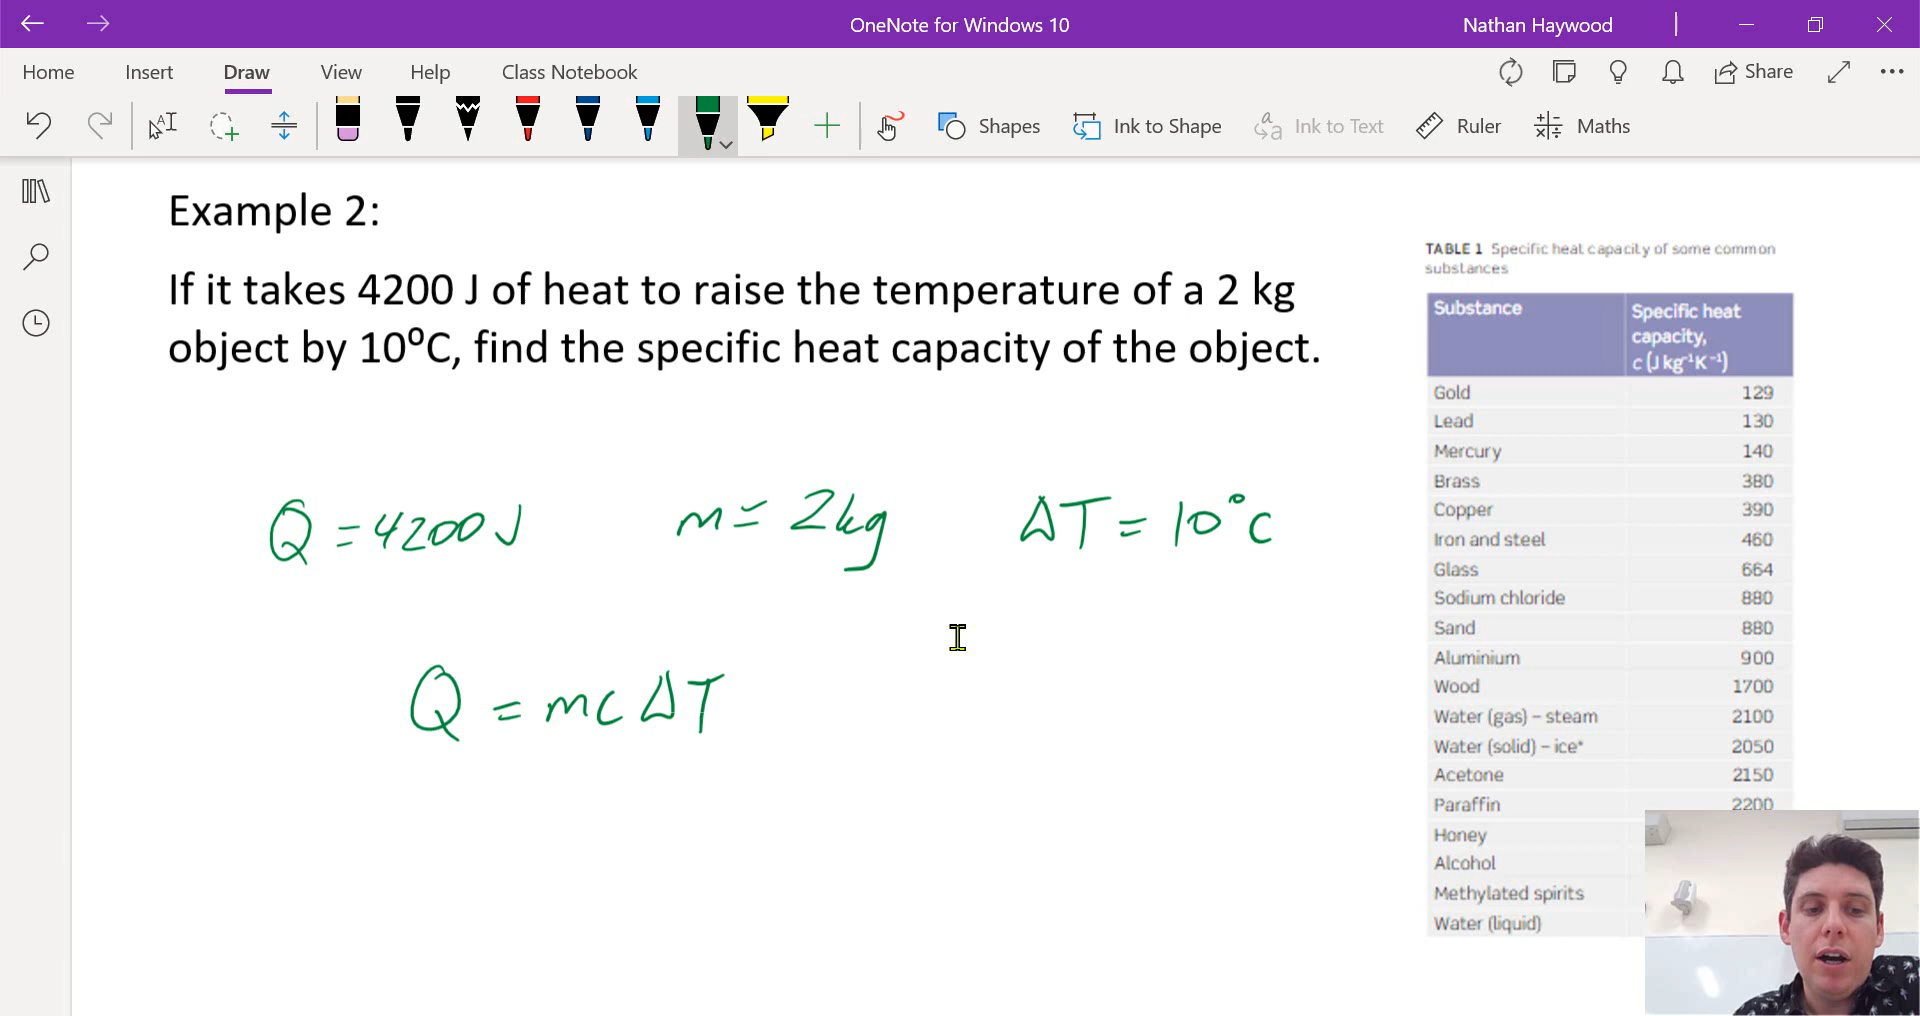 OneNote for Windows 10
Nathan Haywood
Home Insert Draw View Help Class Notebook Share
Shapes Ink to Shape Ink to Text Ruler Maths
Example 2:
If it takes 4200 J of heat to raise the temperature of a 2 kg
object by 10⁰C, find the specific heat capacity of the object.
Q = 4200 J m = 2kg ΔT = 10°C
Q = mcΔT
TABLE 1 Specific heat capacity of some common
substances
Substance Specific heat capacity, c (J kg⁻¹K⁻¹)
Gold 129
Lead 130
Mercury 140
Brass 380
Copper 390
Iron and steel 460
Glass 664
Sodium chloride 880
Sand 880
Aluminium 900
Wood 1700
Water (gas) – steam 2100
Water (solid) – ice* 2050
Acetone 2150
Paraffin 2200
Honey
Alcohol
Methylated spirits
Water (liquid)